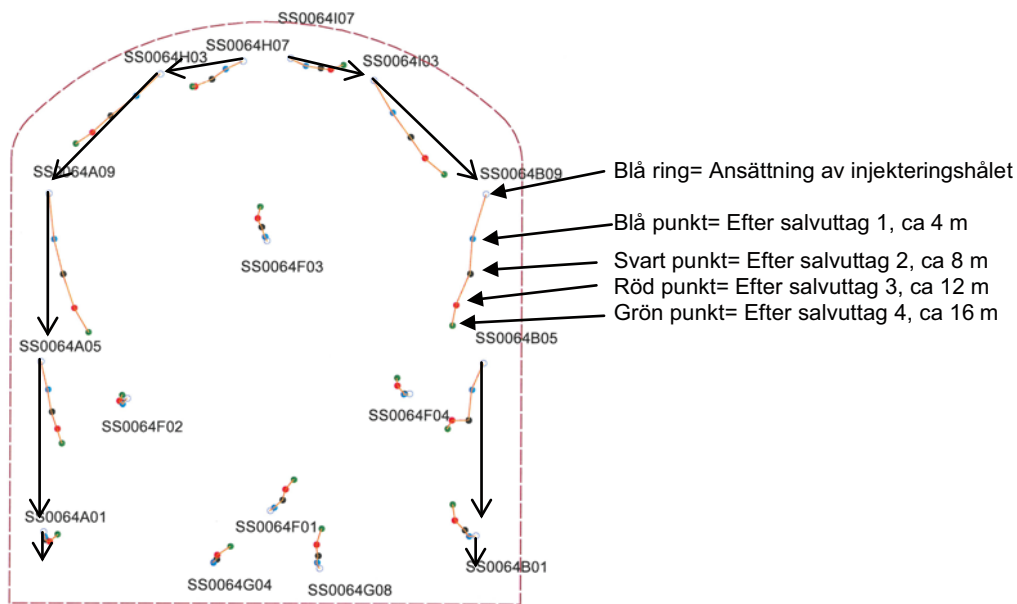 SS0064I07
SS0064H07
SS0064H03
SS0064I03
SS0064A09
SS0064B09
Blå ring= Ansättning av injekteringshålet
Blå punkt= Efter salvuttag 1, ca 4 m
SS0064F03
Svart punkt= Efter salvuttag 2, ca 8 m
Röd punkt= Efter salvuttag 3, ca 12 m
Grön punkt= Efter salvuttag 4, ca 16 m
SS0064A05
SS0064B05
SS0064F02
SS0064F04
SS0064A01
SS0064F01
SS0064G04
SS0064G08
SS0064B01